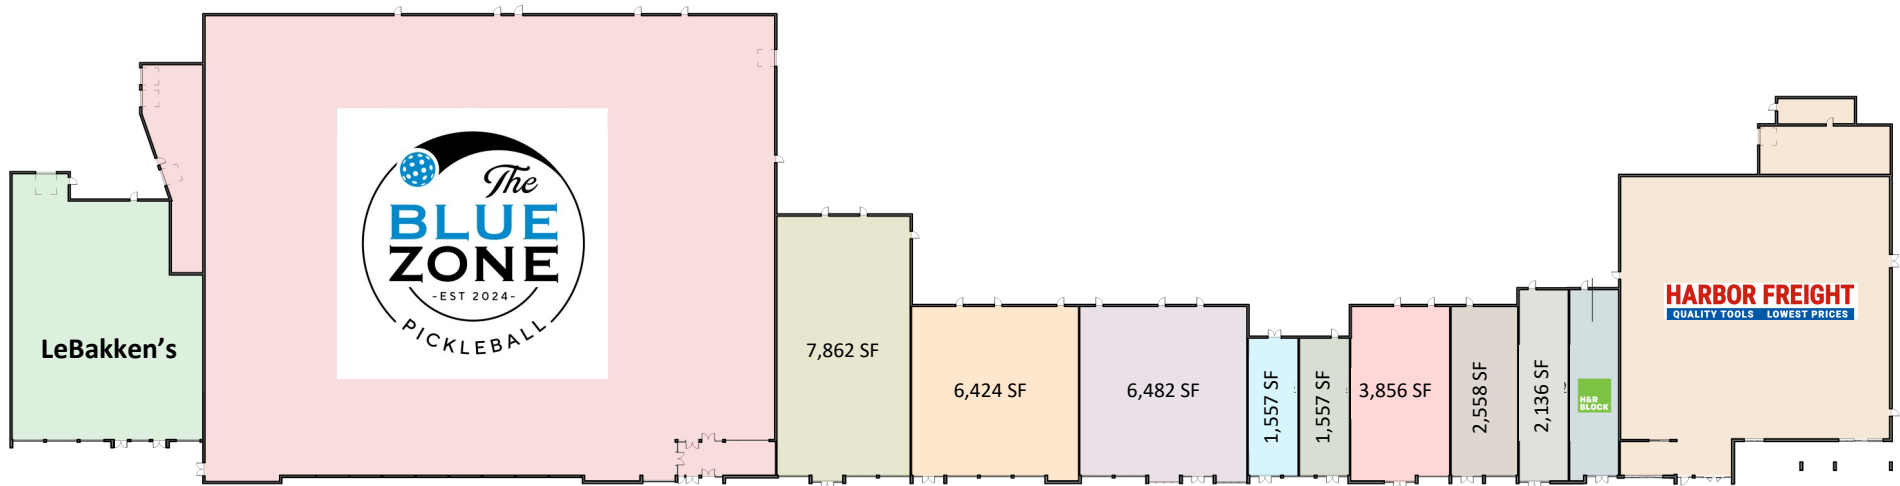 LeBakken’s
The
BLUE
ZONE
-EST 2024-
PICKLEBALL
7,862 SF
6,424 SF
6,482 SF
1,557 SF
1,557 SF
3,856 SF
2,558 SF
2,136 SF
H&R
BLOCK
HARBOR FREIGHT
QUALITY TOOLS LOWEST PRICES